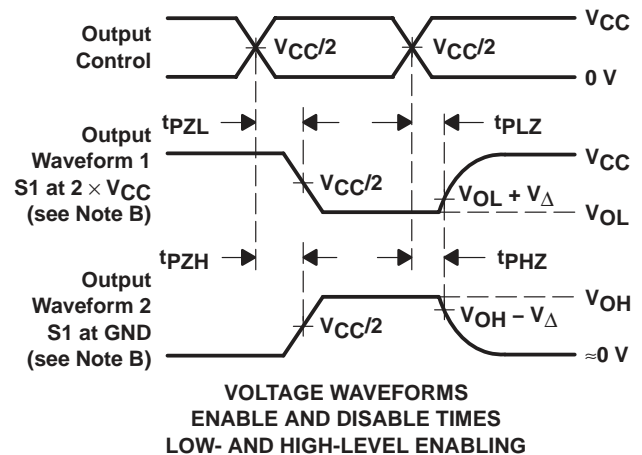 Output
Control
V_CC/2
V_CC/2
V_CC
0 V
t_PZL
t_PLZ
Output
Waveform 1
S1 at 2 × V_CC
(see Note B)
V_CC/2
V_CC
V_OL + V_Δ
V_OL
t_PZH
t_PHZ
Output
Waveform 2
S1 at GND
(see Note B)
V_CC/2
V_OH
V_OH − V_Δ
≈0 V
VOLTAGE WAVEFORMS
ENABLE AND DISABLE TIMES
LOW- AND HIGH-LEVEL ENABLING